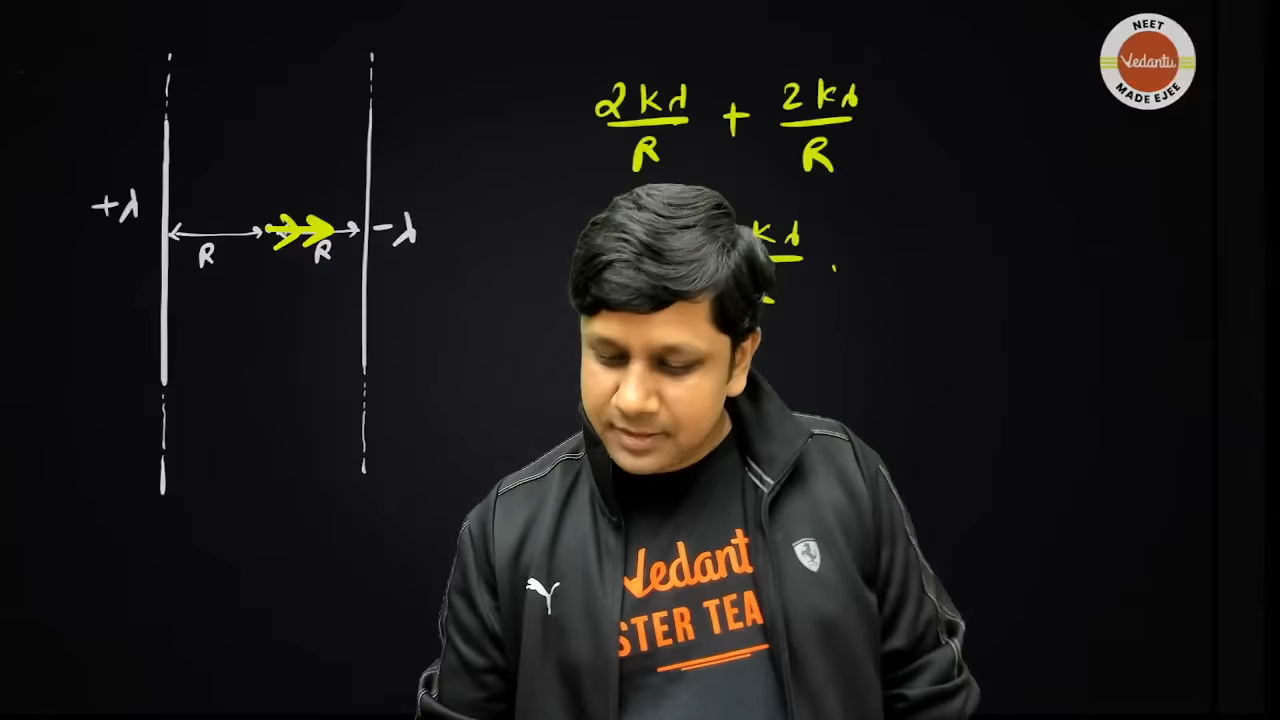 NEET
Vedantu
MADE EJEE
2kλ/R + 2kλ/R
+λ
R
R
-λ
kλ
Vedant
STER TEA